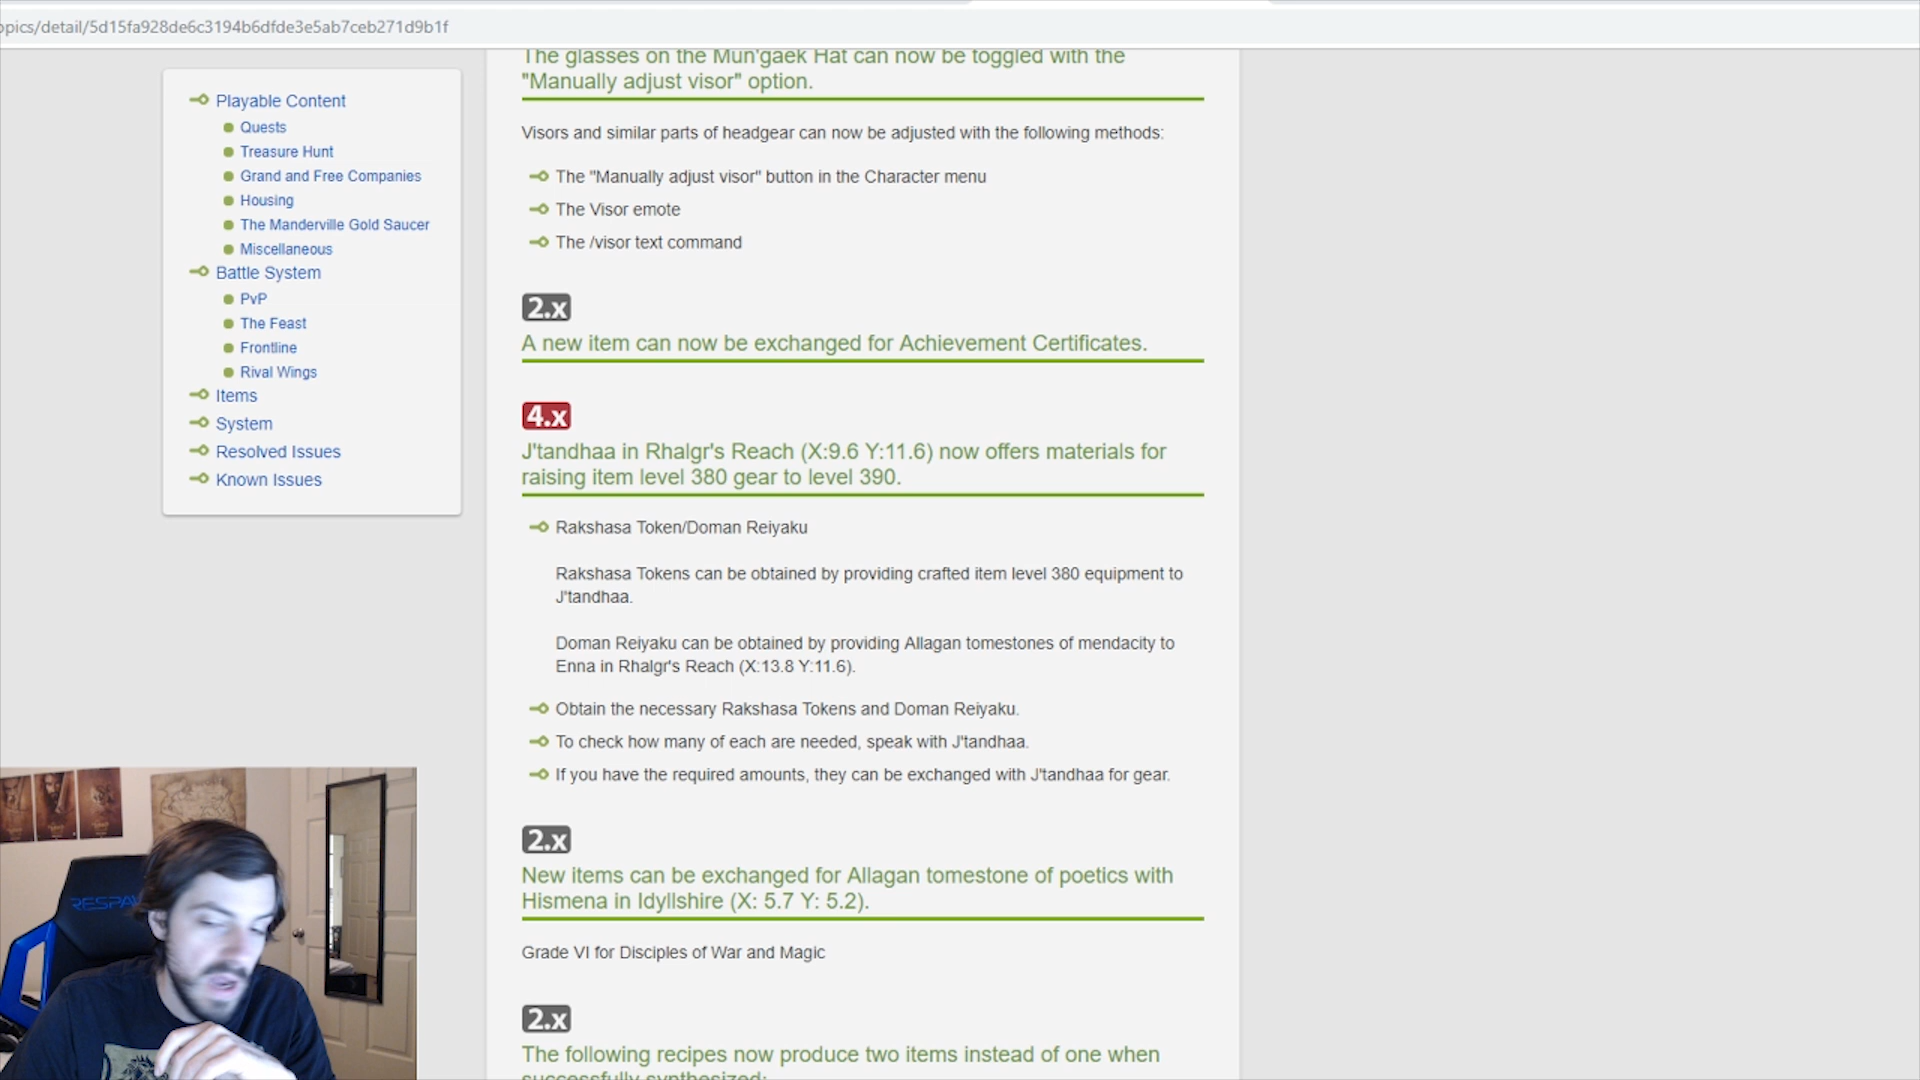 opics/detail/5d15fa928de6c3194b6dfde3e5ab7ceb271d9b1f
Playable Content
Quests
Treasure Hunt
Grand and Free Companies
Housing
The Manderville Gold Saucer
Miscellaneous
Battle System
PvP
The Feast
Frontline
Rival Wings
Items
System
Resolved Issues
Known Issues
The glasses on the Mun'gaek Hat can now be toggled with the
"Manually adjust visor" option.
Visors and similar parts of headgear can now be adjusted with the following methods:
The "Manually adjust visor" button in the Character menu
The Visor emote
The /visor text command
2.x
A new item can now be exchanged for Achievement Certificates.
4.x
J'tandhaa in Rhalgr's Reach (X:9.6 Y:11.6) now offers materials for
raising item level 380 gear to level 390.
Rakshasa Token/Doman Reiyaku
Rakshasa Tokens can be obtained by providing crafted item level 380 equipment to
J'tandhaa.
Doman Reiyaku can be obtained by providing Allagan tomestones of mendacity to
Enna in Rhalgr's Reach (X:13.8 Y:11.6).
Obtain the necessary Rakshasa Tokens and Doman Reiyaku.
To check how many of each are needed, speak with J'tandhaa.
If you have the required amounts, they can be exchanged with J'tandhaa for gear.
2.x
New items can be exchanged for Allagan tomestone of poetics with
Hismena in Idyllshire (X: 5.7 Y: 5.2).
Grade VI for Disciples of War and Magic
2.x
The following recipes now produce two items instead of one when
successfully synthesized:
RESPAW